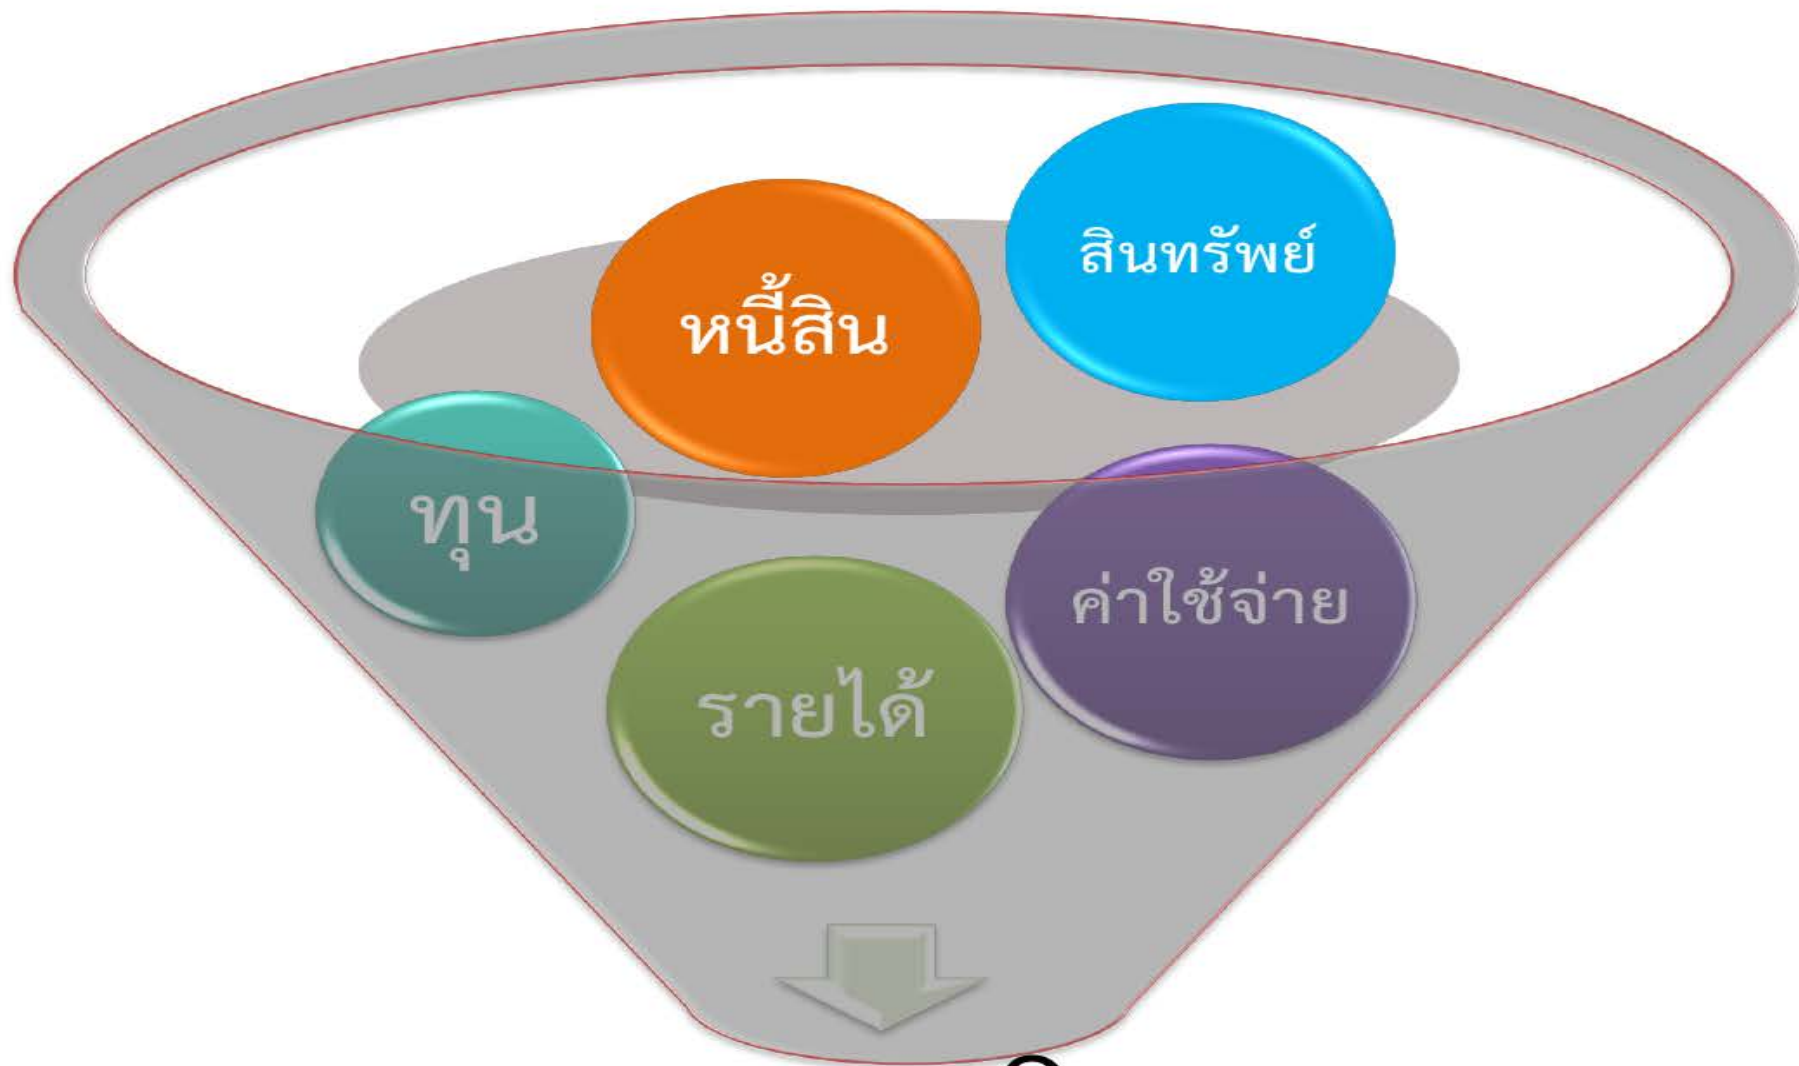 สินทรัพย์
หนี้สิน
ทุน
ค่าใช้จ่าย
รายได้